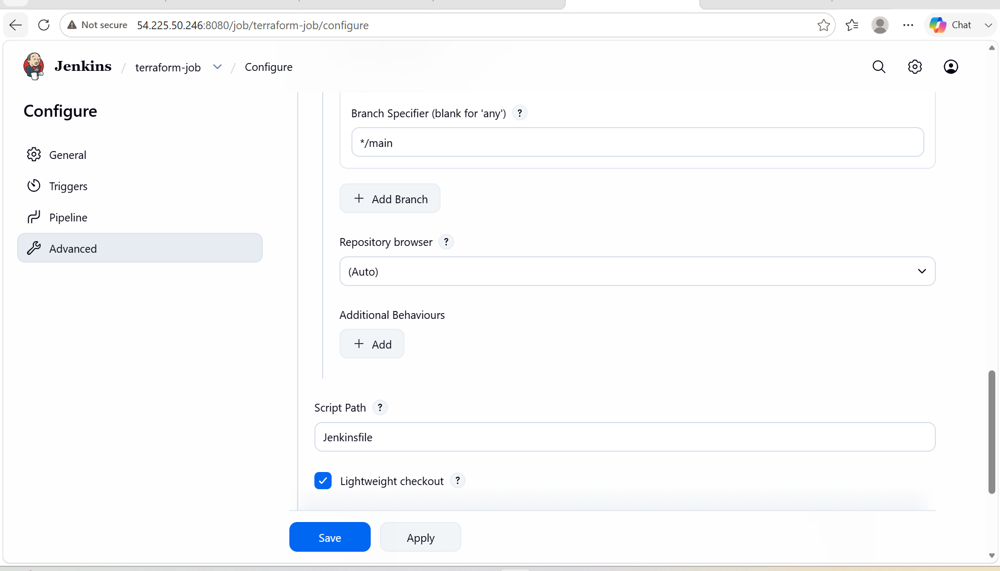 Not secure 54.225.50.246:8080/job/terraform-job/configure Chat
Jenkins / terraform-job / Configure
Configure
General
Triggers
Pipeline
Advanced
Branch Specifier (blank for 'any') ?
*/main
Add Branch
Repository browser ?
(Auto)
Additional Behaviours
Add
Script Path ?
Jenkinsfile
Lightweight checkout ?
Save Apply